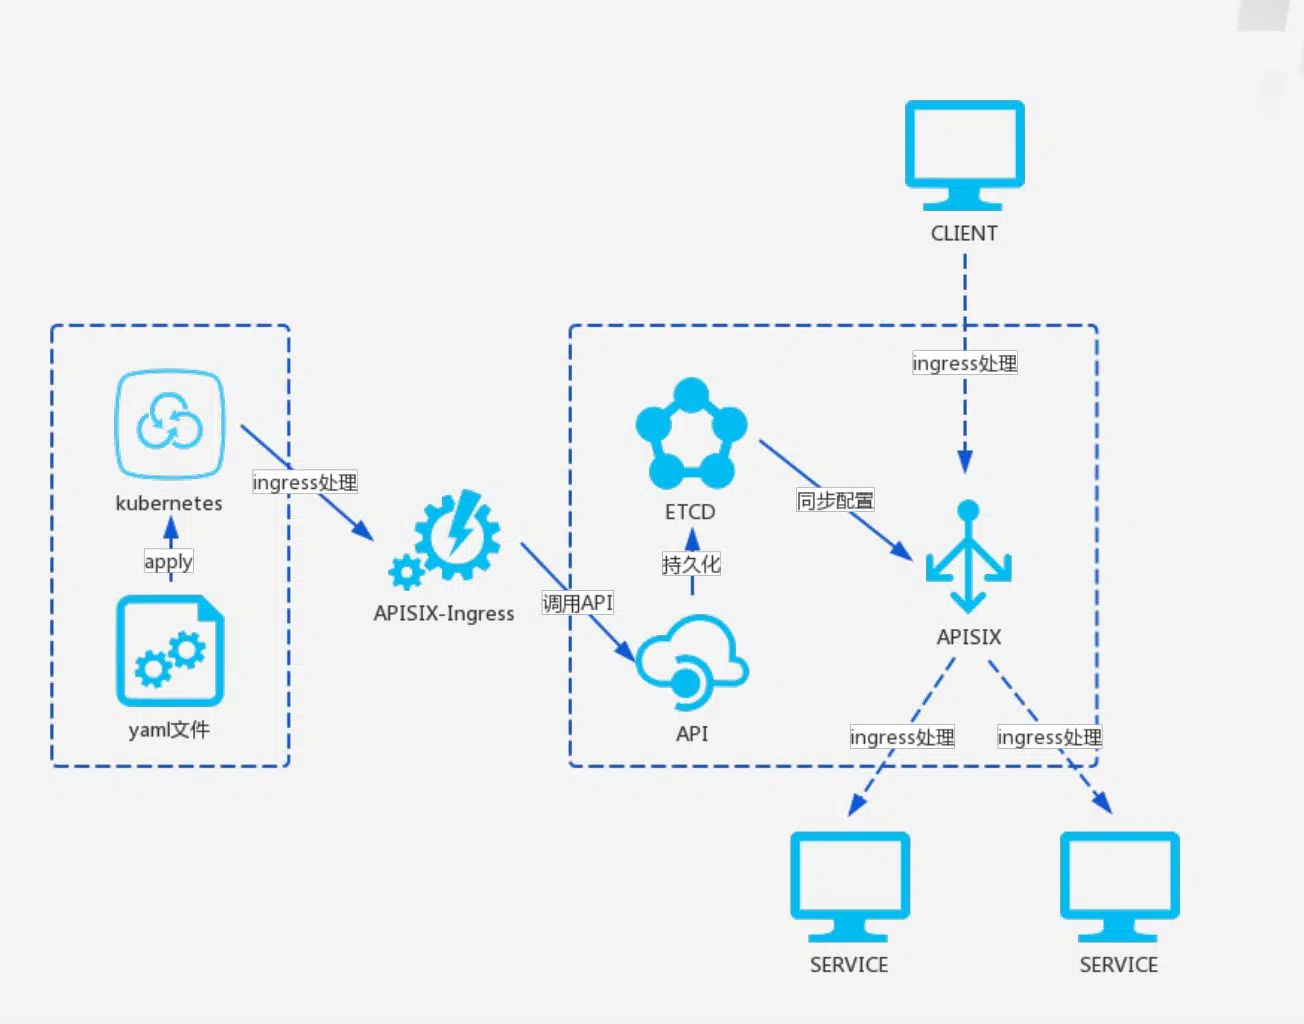 CLIENT
ingress处理
kubernetes
ingress处理
apply
yaml文件
APISIX-Ingress
调用API
ETCD
持久化
API
同步配置
APISIX
ingress处理
ingress处理
SERVICE
SERVICE